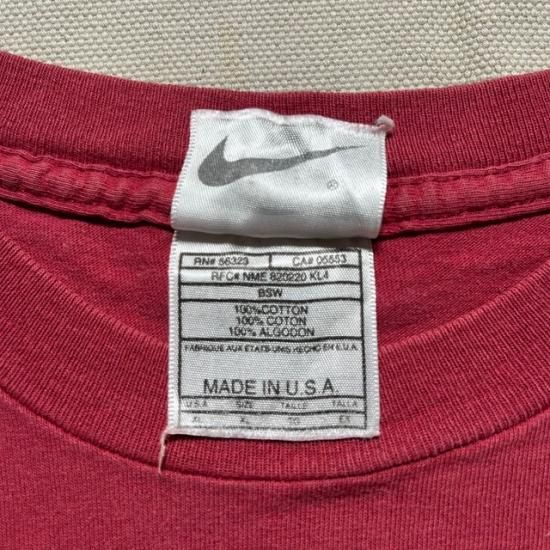 ®
RN# 56323 CA# 05553
RFC# NME 820220 KL4
BSW
100%COTTON
100% COTON
100% ALGODON
FABRIQUE AUX ETATS-UNIS HECHO EN E.U.A.
MADE IN U.S.A.
U.S.A. SIZE TAILLE TALLA
XL XL TG EX